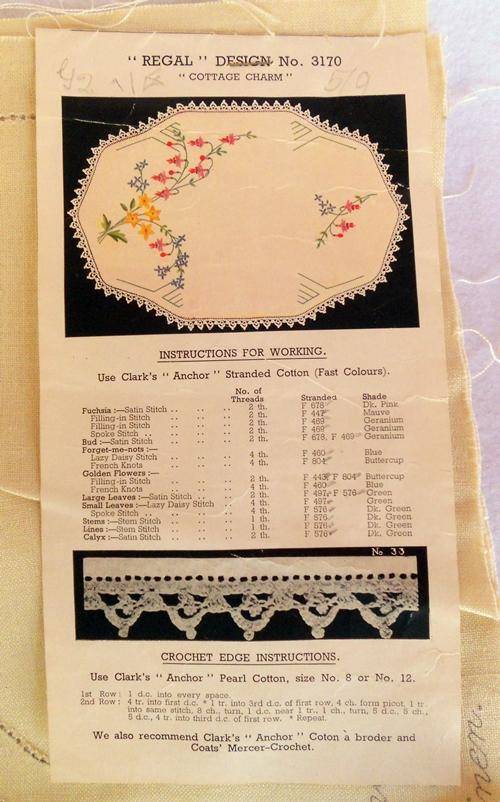 " REGAL " DESIGN No. 3170
" COTTAGE CHARM "
INSTRUCTIONS FOR WORKING.
Use Clark's " Anchor " Stranded Cotton (Fast Colours).
No. of Threads Stranded Shade
Fuchsia :—Satin Stitch .. .. .. 2 th. F 678 Dk. Pink
Filling-in Stitch .. .. 2 th. F 447 Mauve
Filling-in Stitch .. .. 2 th. F 469 Geranium
Spoke Stitch .. .. .. 2 th. F 469 Geranium
Bud :—Satin Stitch .. .. .. 2 th. F 678, F 469 Geranium
Forget-me-nots :—
Lazy Daisy Stitch .. .. 4 th. F 460 Blue
French Knots .. .. 4 th. F 804 Buttercup
Golden Flowers :—
Filling-in Stitch .. .. 2 th. F 443, F 804 Buttercup
French Knots .. .. 4 th. F 460 Blue
Large Leaves :—Satin Stitch .. .. 2 th. F 497, F 576 Green
Small Leaves :—Lazy Daisy Stitch 4 th. F 497 Green
Spoke Stitch .. .. .. 4 th. F 576 Dk. Green
Stems :—Stem Stitch .. .. .. 1 th. F 576 Dk. Green
Lines :—Stem Stitch .. .. .. 1 th. F 576 Dk. Green
Calyx :—Satin Stitch .. .. .. 2 th. F 576 Dk. Green
No 33
CROCHET EDGE INSTRUCTIONS.
Use Clark's " Anchor " Pearl Cotton, size No. 8 or No. 12.
1st Row: 1 d.c. into every space.
2nd Row: 4 tr. into first d.c. * 1 tr. into 3rd d.c. of first row, 4 ch. form picot, 1 tr.
into same stitch, 8 ch., turn, 1 d.c. near 1 tr., 1 ch., turn, 5 d.c., 8 ch.,
5 d.c., 4 tr. into third d.c. of first row. * Repeat.
We also recommend Clark's " Anchor " Coton à broder and
Coats' Mercer-Crochet.